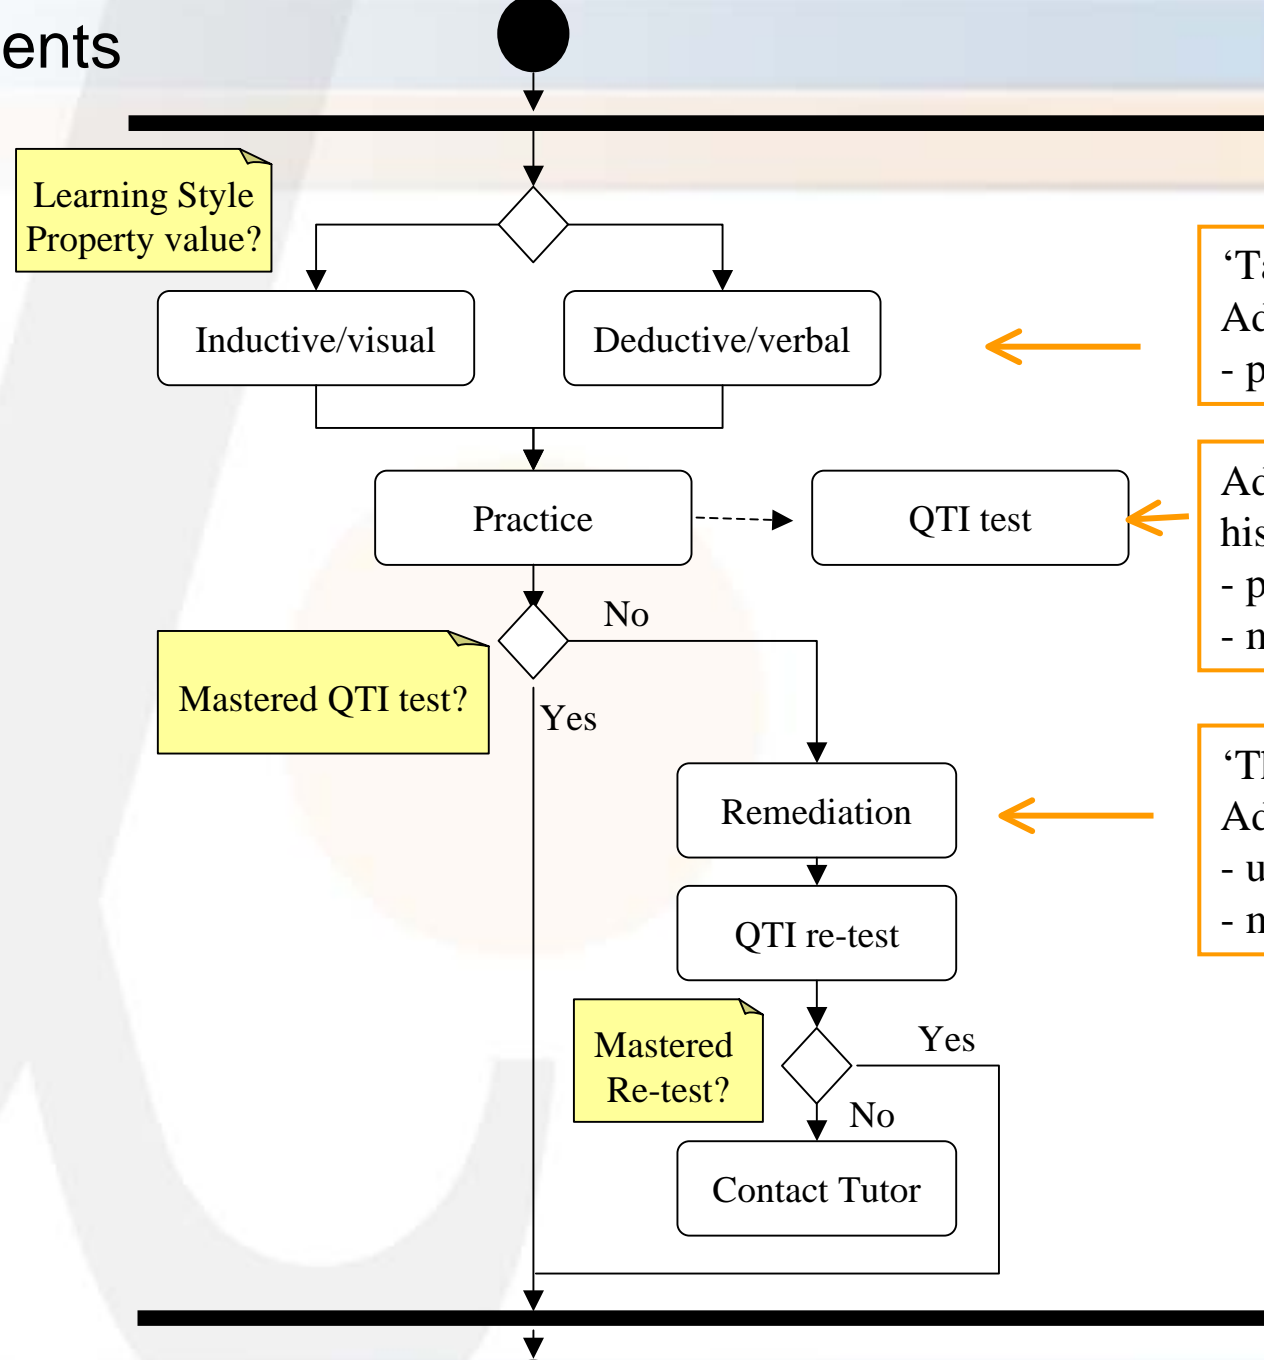 ents
Learning Style
Property value?
Inductive/visual
Deductive/verbal
Practice
QTI test
No
Mastered QTI test?
Yes
Remediation
QTI re-test
Mastered
Re-test?
Yes
No
Contact Tutor
- p
- p
- u